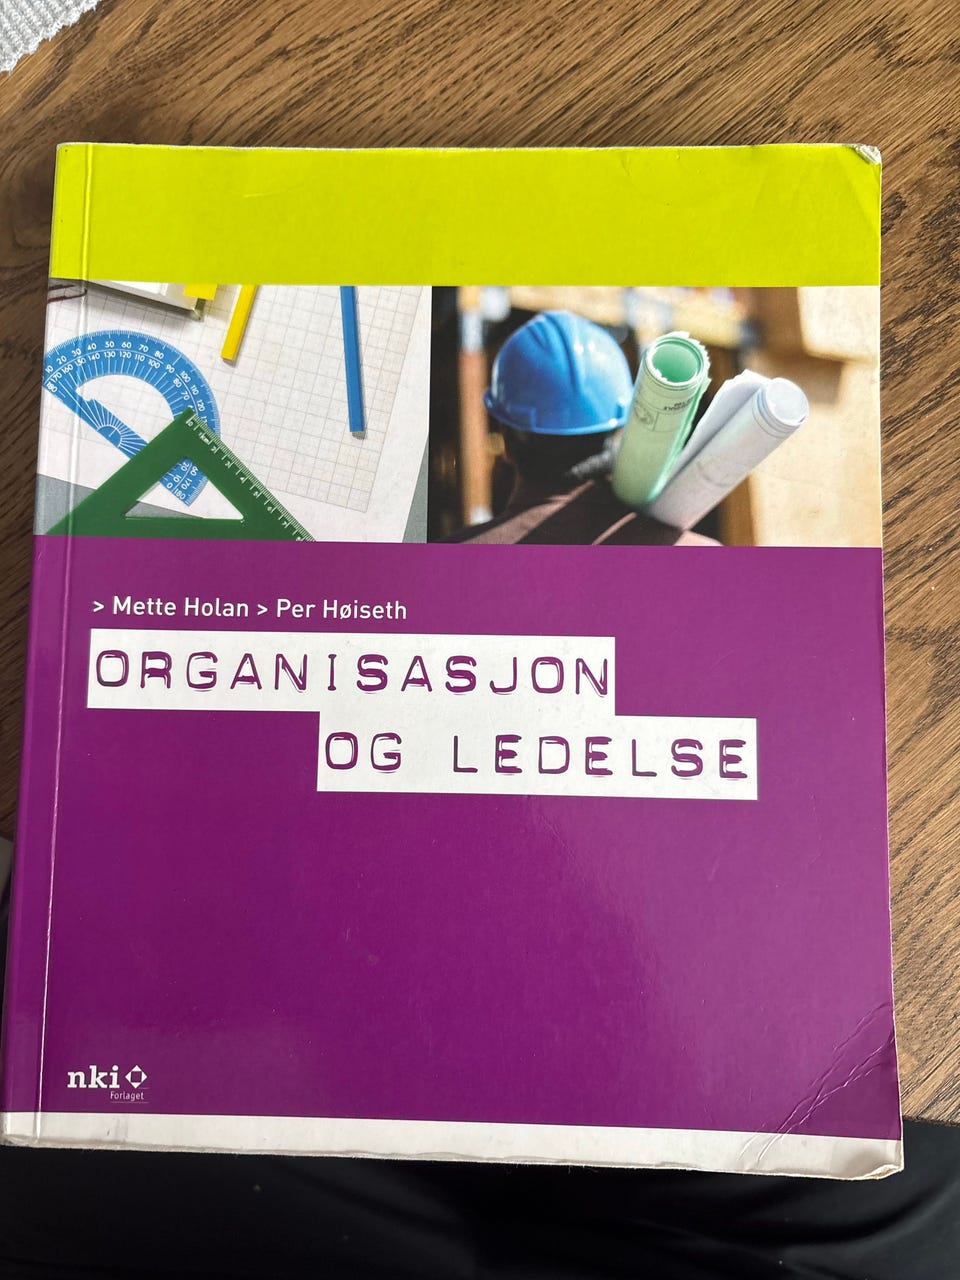 > Mette Holan > Per Høiseth
ORGANISASJON
OG LEDELSE
nki
Forlaget